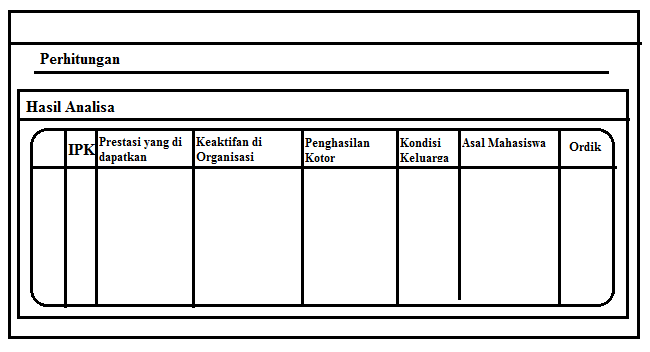 Perhitungan
Hasil Analisa
IPK
Prestasi yang di
dapatkan
Keaktifan di
Organisasi
Penghasilan
Kotor
Kondisi
Keluarga
Asal Mahasiswa
Ordik